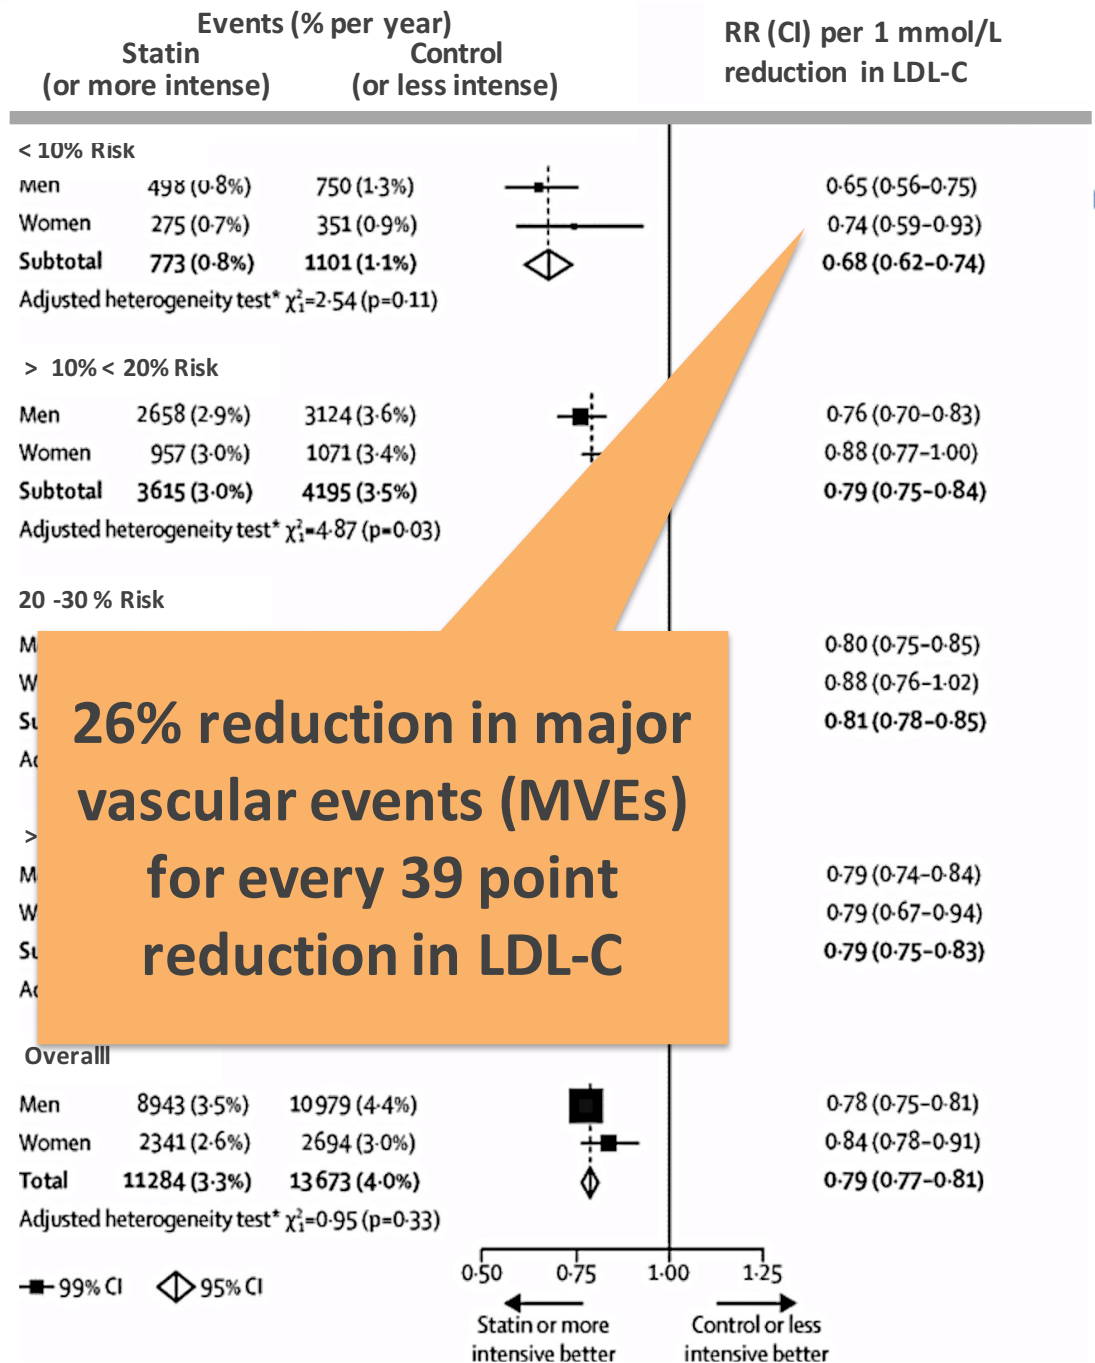 Events (% per year)
Statin Control
(or more intense) (or less intense)
RR (CI) per 1 mmol/L
reduction in LDL-C
< 10% Risk
Men 498 (0·8%) 750 (1·3%) 0·65 (0·56–0·75)
Women 275 (0·7%) 351 (0·9%) 0·74 (0·59–0·93)
Subtotal 773 (0·8%) 1101 (1·1%) 0·68 (0·62–0·74)
Adjusted heterogeneity test* χ²₁=2·54 (p=0·11)
> 10% < 20% Risk
Men 2658 (2·9%) 3124 (3·6%) 0·76 (0·70–0·83)
Women 957 (3·0%) 1071 (3·4%) 0·88 (0·77–1·00)
Subtotal 3615 (3·0%) 4195 (3·5%) 0·79 (0·75–0·84)
Adjusted heterogeneity test* χ²₁=4·87 (p=0·03)
20 -30 % Risk
M 0·80 (0·75–0·85)
W 0·88 (0·76–1·02)
Su 0·81 (0·78–0·85)
Ad
26% reduction in major
vascular events (MVEs)
for every 39 point
reduction in LDL-C
>
M 0·79 (0·74–0·84)
W 0·79 (0·67–0·94)
Su 0·79 (0·75–0·83)
Ad
Overalll
Men 8943 (3·5%) 10979 (4·4%) 0·78 (0·75–0·81)
Women 2341 (2·6%) 2694 (3·0%) 0·84 (0·78–0·91)
Total 11284 (3·3%) 13673 (4·0%) 0·79 (0·77–0·81)
Adjusted heterogeneity test* χ²₁=0·95 (p=0·33)
99% CI 95% CI
0·50 0·75 1·00 1·25
Statin or more Control or less
intensive better intensive better